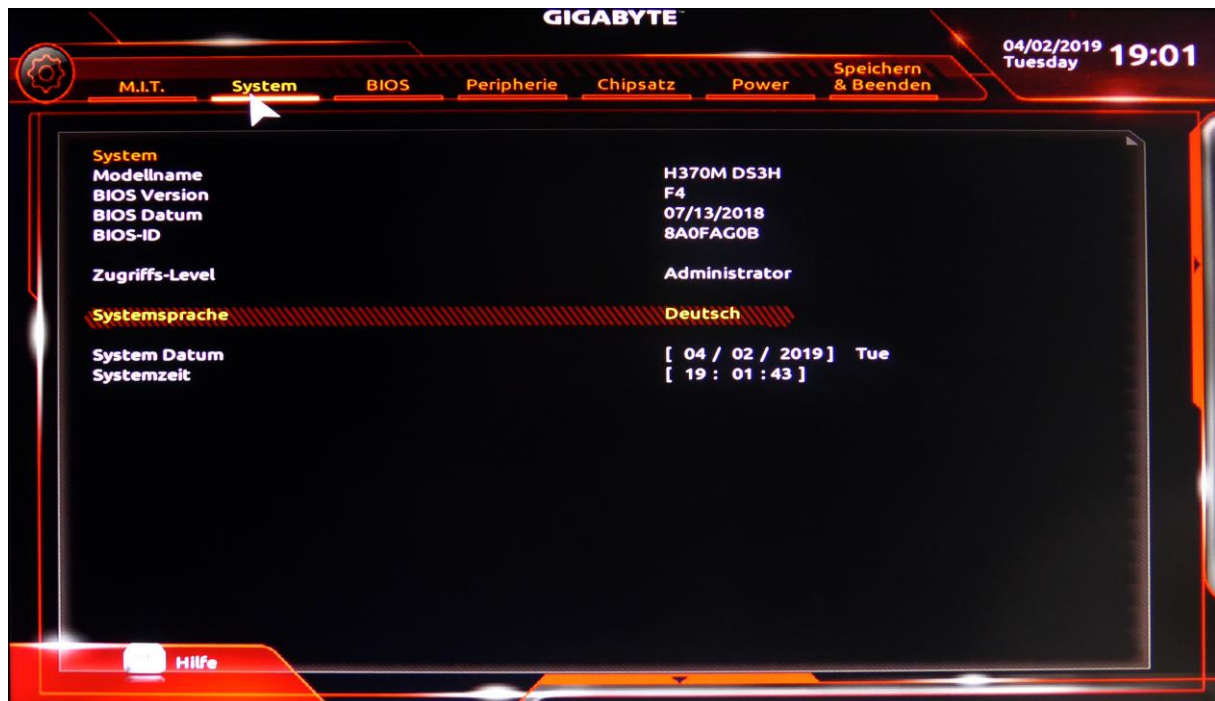 GIGABYTE™
04/02/2019 19:01
Tuesday
M.I.T. System BIOS Peripherie Chipsatz Power Speichern & Beenden
System
Modellname H370M DS3H
BIOS Version F4
BIOS Datum 07/13/2018
BIOS-ID 8A0FAG0B
Zugriffs-Level Administrator
Systemsprache Deutsch
System Datum [ 04 / 02 / 2019 ] Tue
Systemzeit [ 19 : 01 : 43 ]
Hilfe